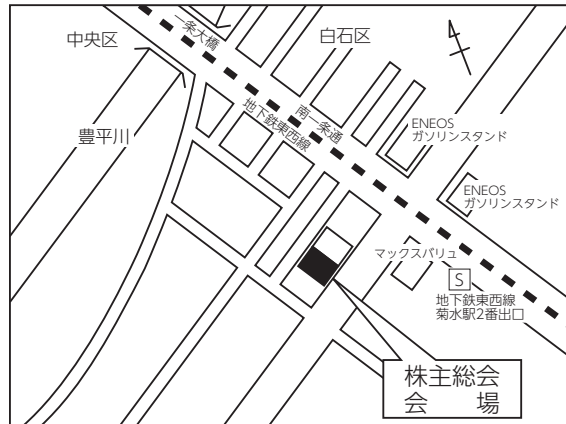 中央区
一条大橋
白石区
豊平川
地下鉄東西線
南一条通
ENEOS
ガソリンスタンド
ENEOS
ガソリンスタンド
マックスバリュ
S
地下鉄東西線
菊水駅2番出口
株主総会
会　　場